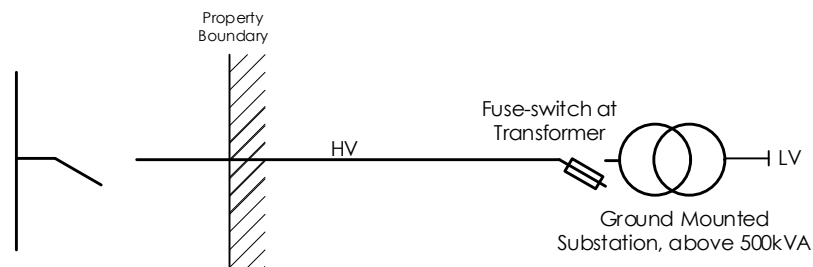 Property
Boundary
Fuse-switch at
Transformer
HV
LV
Ground Mounted
Substation, above 500kVA